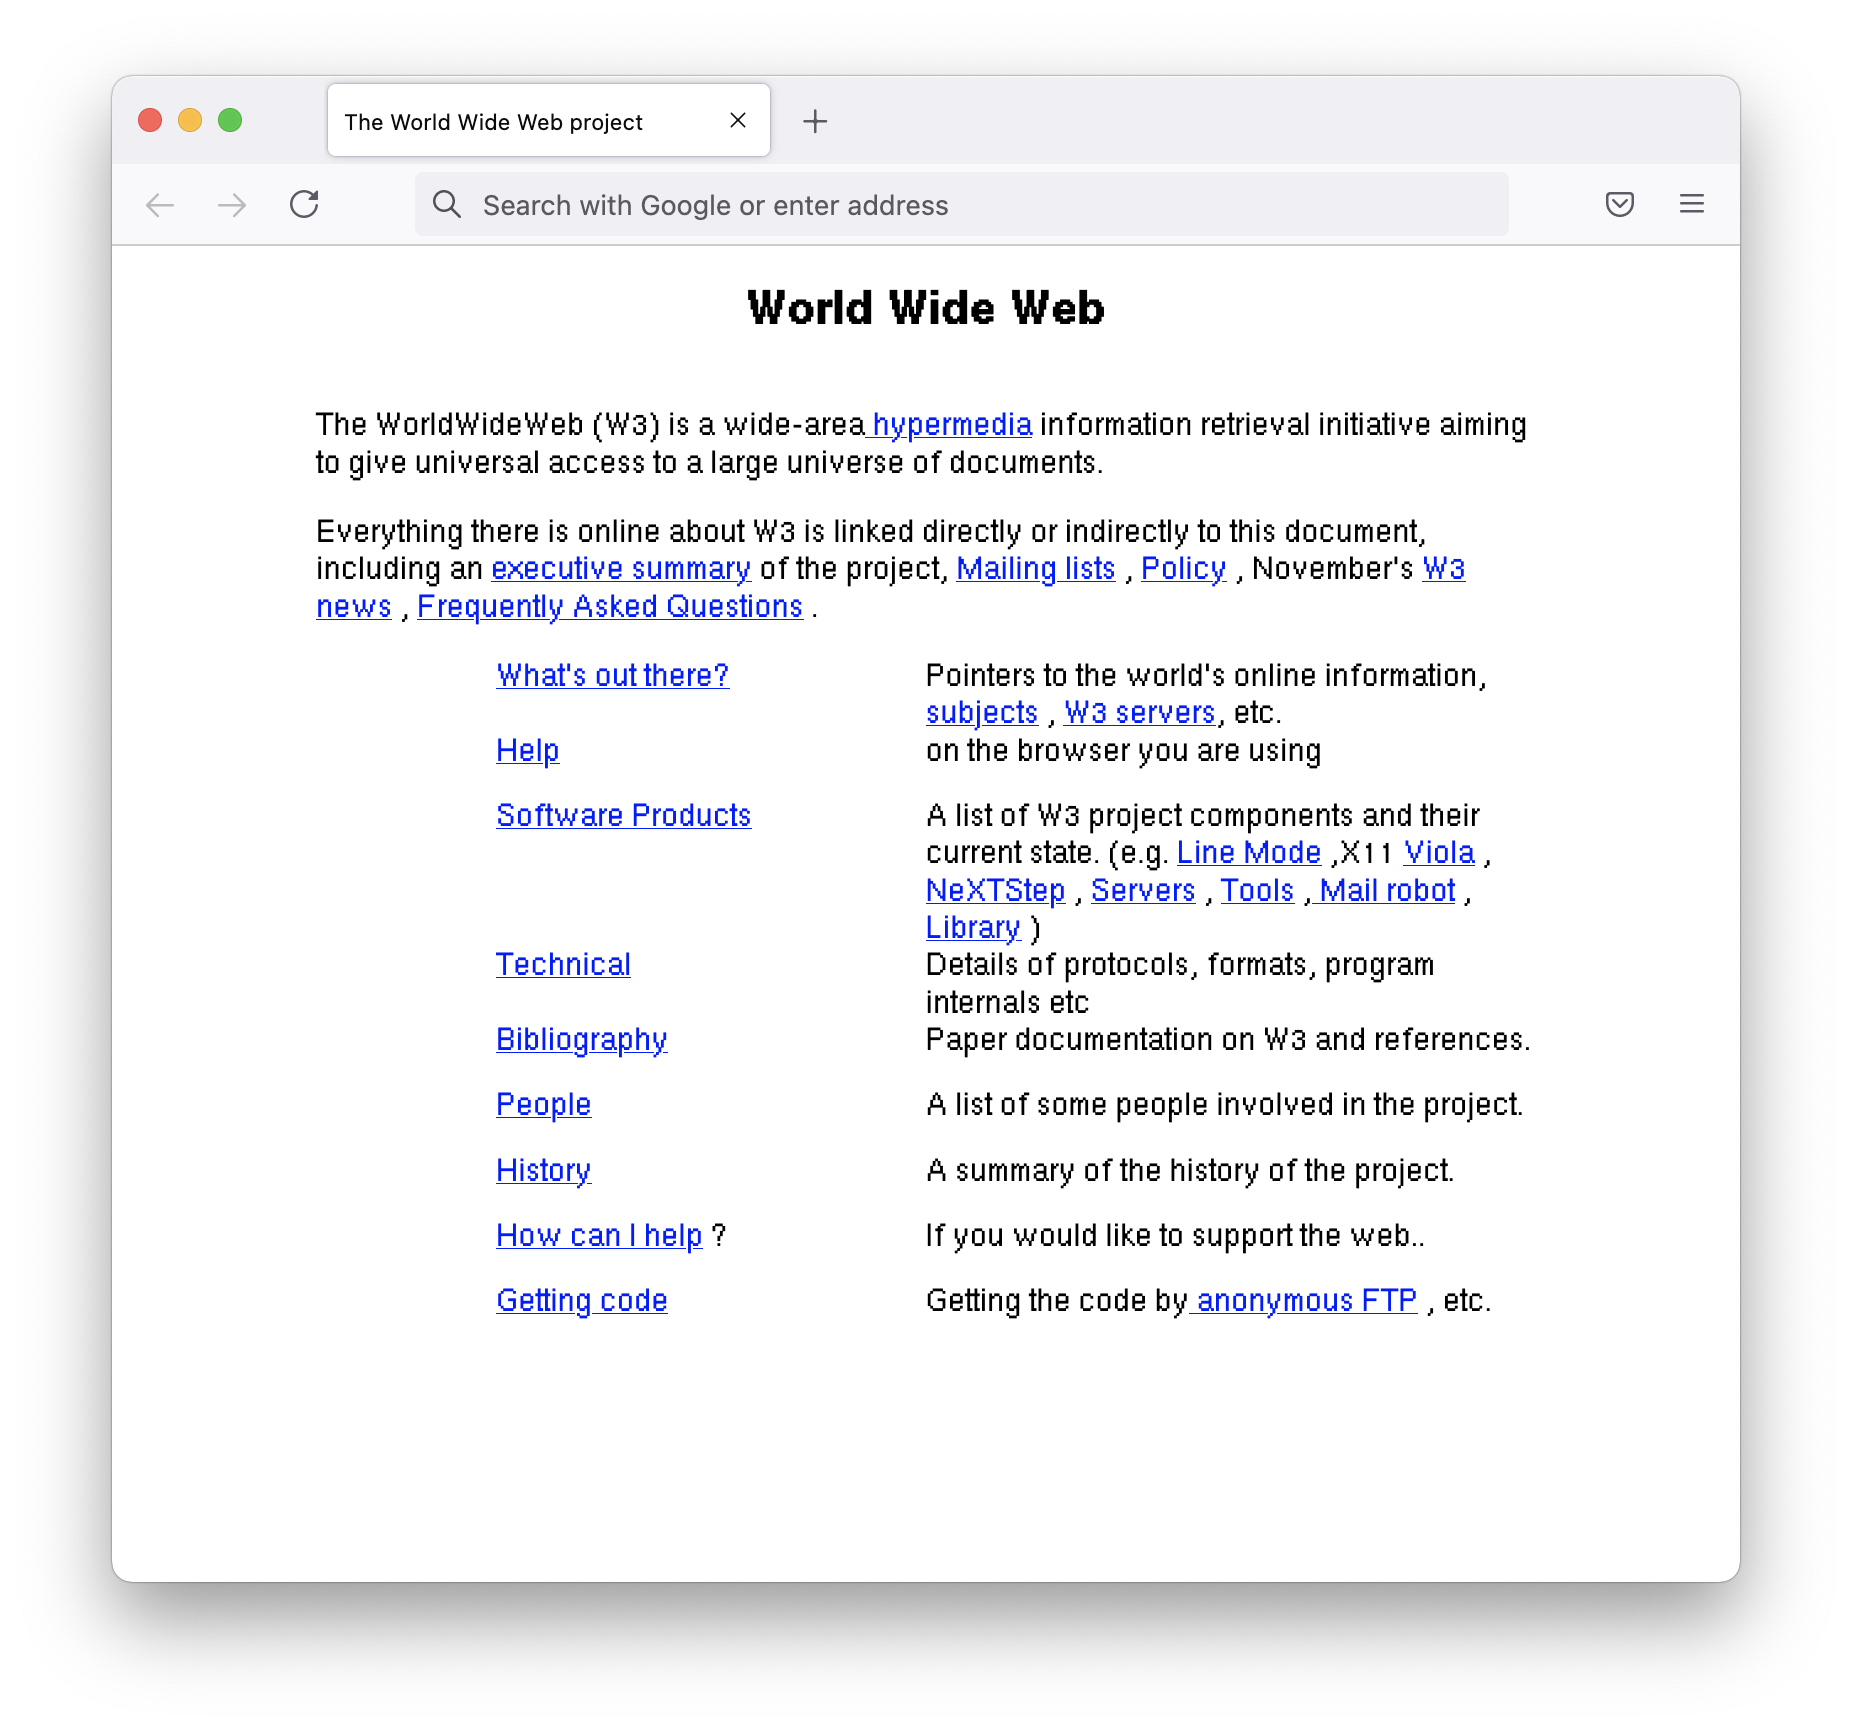 The World Wide Web project
Search with Google or enter address
World Wide Web
The WorldWideWeb (W3) is a wide-area hypermedia information retrieval initiative aiming
to give universal access to a large universe of documents.
Everything there is online about W3 is linked directly or indirectly to this document,
including an executive summary of the project, Mailing lists , Policy , November's W3
news , Frequently Asked Questions .
What's out there?
Pointers to the world's online information,
subjects , W3 servers, etc.
Help
on the browser you are using
Software Products
A list of W3 project components and their
current state. (e.g. Line Mode ,X11 Viola ,
NeXTStep , Servers , Tools , Mail robot ,
Library )
Technical
Details of protocols, formats, program
internals etc
Bibliography
Paper documentation on W3 and references.
People
A list of some people involved in the project.
History
A summary of the history of the project.
How can I help ?
If you would like to support the web..
Getting code
Getting the code by anonymous FTP , etc.